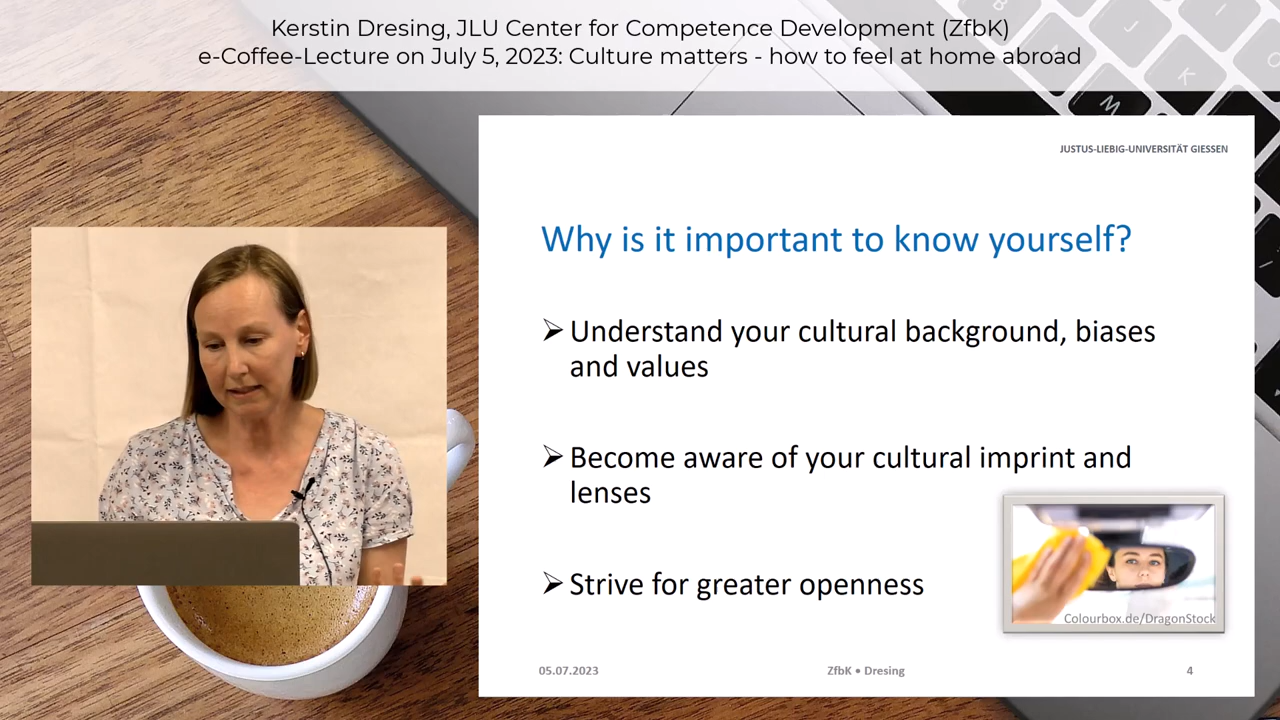 Kerstin Dresing, JLU Center for Competence Development (ZfbK)
e-Coffee-Lecture on July 5, 2023: Culture matters - how to feel at home abroad
JUSTUS-LIEBIG-UNIVERSITÄT GIESSEN
Why is it important to know yourself?
➢ Understand your cultural background, biases
and values
➢ Become aware of your cultural imprint and
lenses
➢ Strive for greater openness
Colourbox.de/DragonStock
05.07.2023 ZfbK • Dresing 4